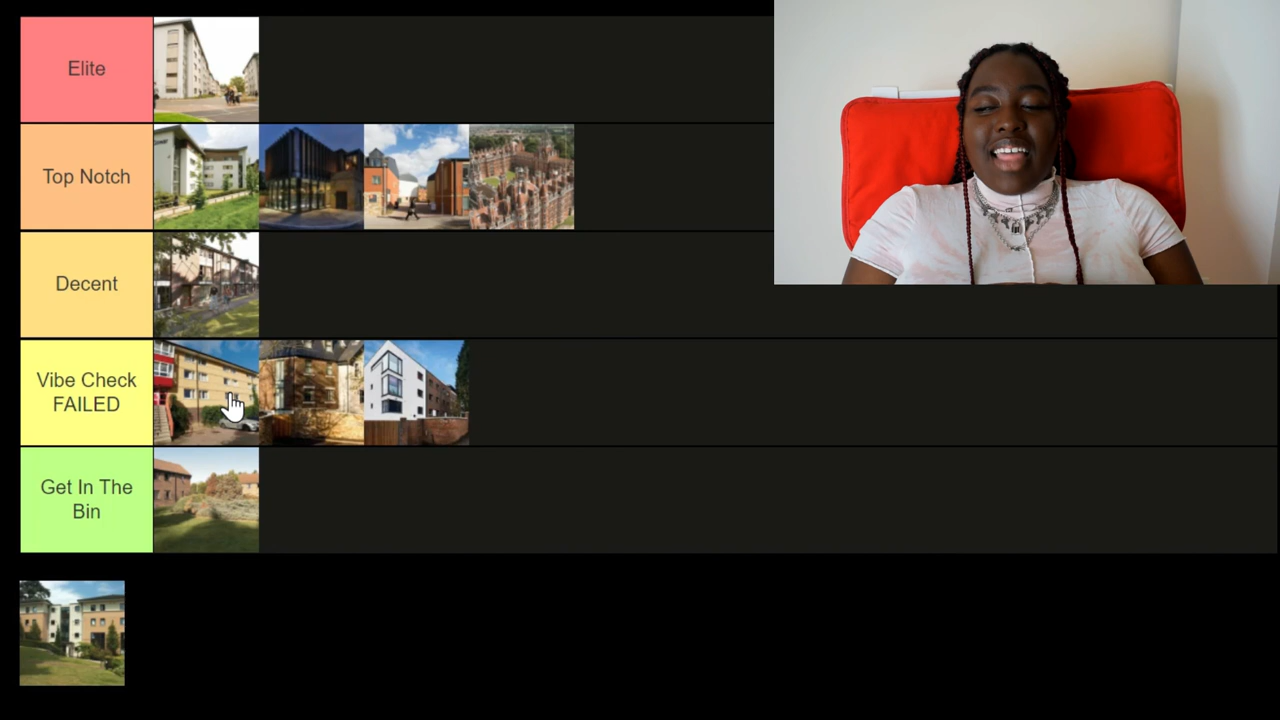 Elite
Top Notch
Decent
Vibe Check
FAILED
Get In The
Bin